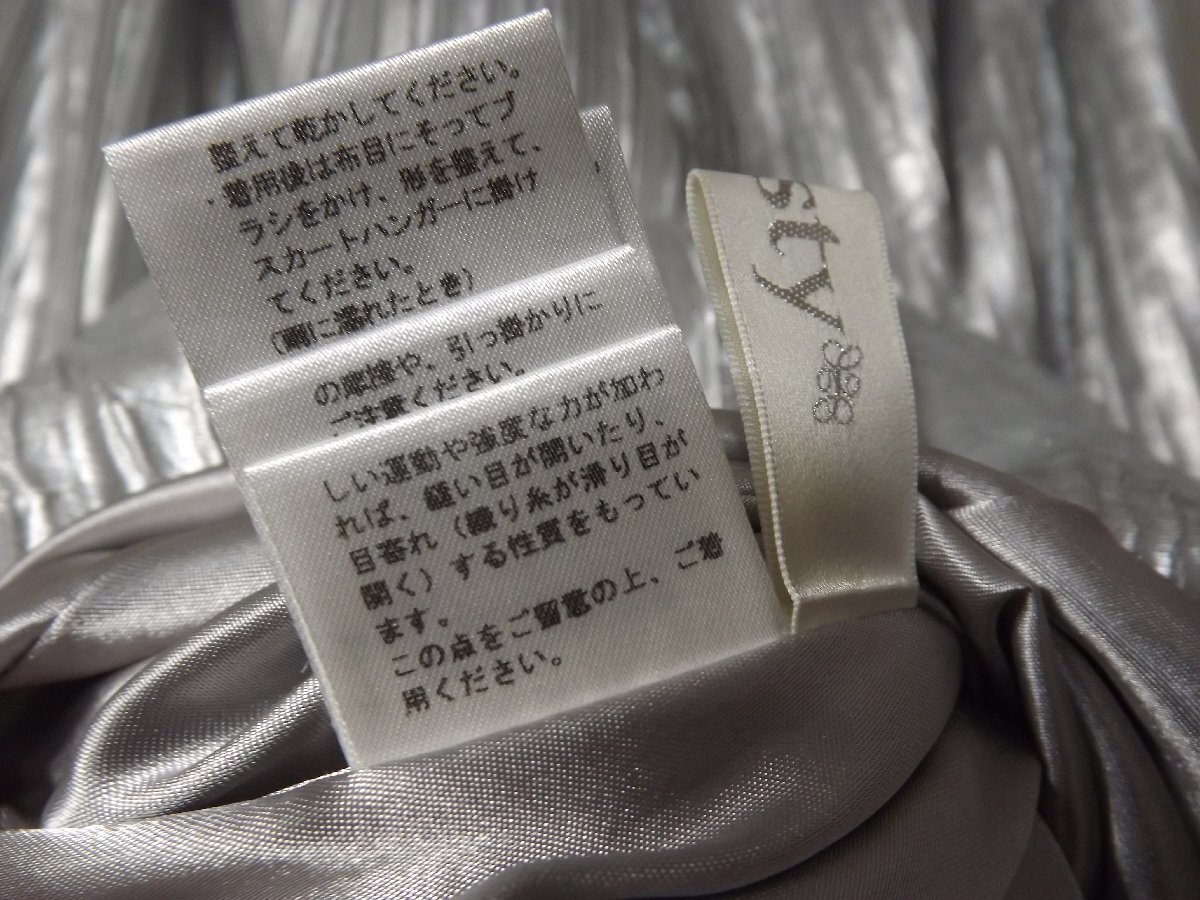 整えて乾かしてください。
・着用後は布目にそってブ
ラシをかけ、形を整えて、
スカートハンガーに掛け
てください。
(雨に濡れたとき)
の摩擦や、引っ掛かりに
ご注意ください。
しい運動や強度な力が加わ
れば、縫い目が開いたり、
目寄れ（織り糸が滑り目が
開く）する性質をもってい
ます。
この点をご留意の上、ご着
用ください。
sty